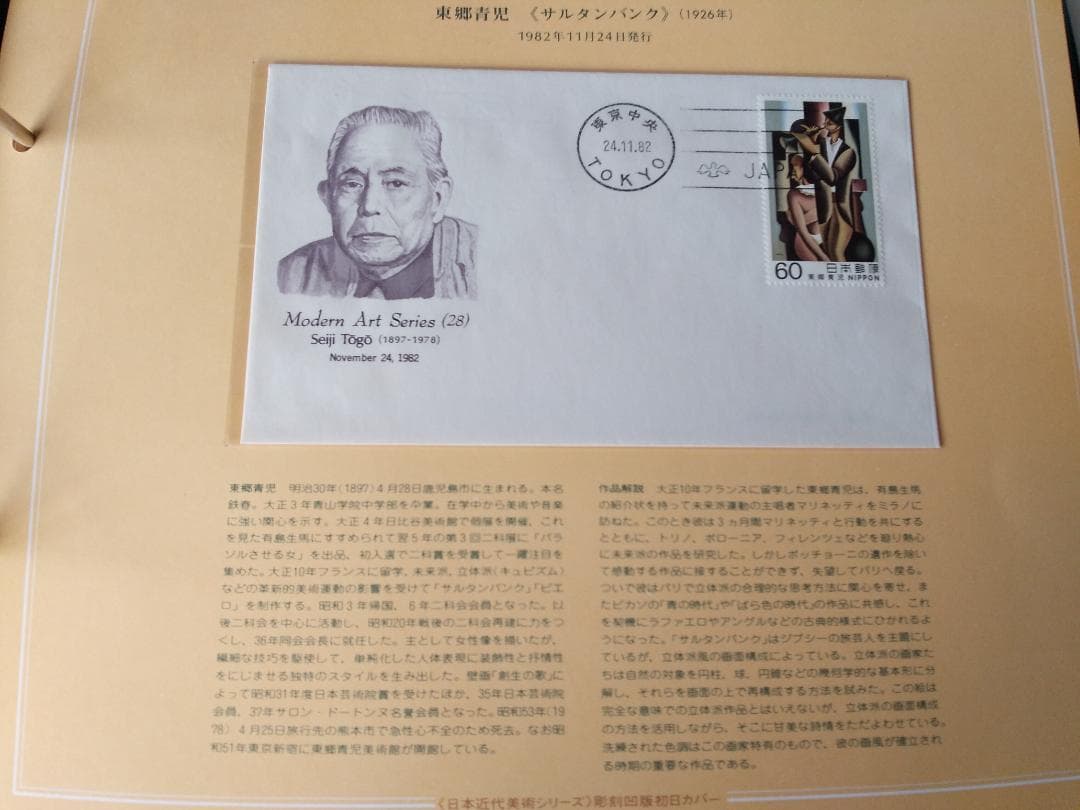 東郷青児 《サルタンバンク》(1926年)
1982年11月24日発行
東京中央
24.11.82
TOKYO
JAPA
60 日本郵便
東郷青児 NIPPON
Modern Art Series (28)
Seiji Tōgō (1897-1978)
November 24, 1982
東郷青児 明治30年(1897)4月28日鹿児島市に生まれる。本名
鉄春。大正3年青山学院中学部を卒業。在学中から美術や音楽
に強い関心を示す。大正4年日比谷美術館で個展を開催、これ
を見た有島生馬にすすめられて翌5年の第3回二科展に「パラ
ソルさせる女」を出品、初入選で二科賞を受賞して一躍注目を
集めた。大正10年フランスに留学、未来派、立体派(キュビズム)
などの革新的美術運動の影響を受けて「サルタンバンク」「ピエ
ロ」を制作する。昭和3年帰国、6年二科会会員となった。以
後二科会を中心に活動し、昭和20年戦後の二科会再建に力をつ
くし、36年同会会長に就任した。主として女性像を描いたが、
繊細な技巧を駆使して、単純化した人体表現に装飾性と抒情性
をにじませる独特のスタイルを生み出した。壁画「創生の歌」に
よって昭和31年度日本芸術院賞を受けたほか、35年日本芸術院
会員、37年サロン・ドートンヌ名誉会員となった。昭和53年(19
78)4月25日旅行先の熊本市で急性心不全のため死去。なお昭
和51年東京新宿に東郷青児美術館が開館している。
作品解説 大正10年フランスに留学した東郷青児は、有島生馬
の紹介状を持って未来派運動の主唱者マリネッティをミラノに
訪ねた。このとき彼は3ヵ月間マリネッティと行動を共にする
とともに、トリノ、ボローニア、フィレンツェなどを廻り熱心
に未来派の作品を研究した。しかしボッチョーニの遺作を除い
て感動する作品に接することができず、失望してパリへ戻る。
ついで彼はパリで立体派の合理的な思考方法に関心を寄せ、ま
たピカソの「青の時代」や「ばら色の時代」の作品に共感し、これ
を契機にラファエロやアングルなどの古典的様式にひかれるよ
うになった。「サルタンバンク」はジプシーの旅芸人を主題にし
ているが、立体派風の画面構成によっている。立体派の画家た
ちは自然の対象を円柱、球、円錐などの幾何学的な基本形に分
解し、それらを画面の上で再構成する方法を試みた。この絵は
完全な意味での立体派作品とはいえないが、立体派の画面構成
の方法を活用しながら、そこに甘美な詩情をただよわせている。
洗練された色調はこの画家特有のもので、彼の画風が確立され
る時期の重要な作品である。
《日本近代美術シリーズ》彫刻凹版初日カバー